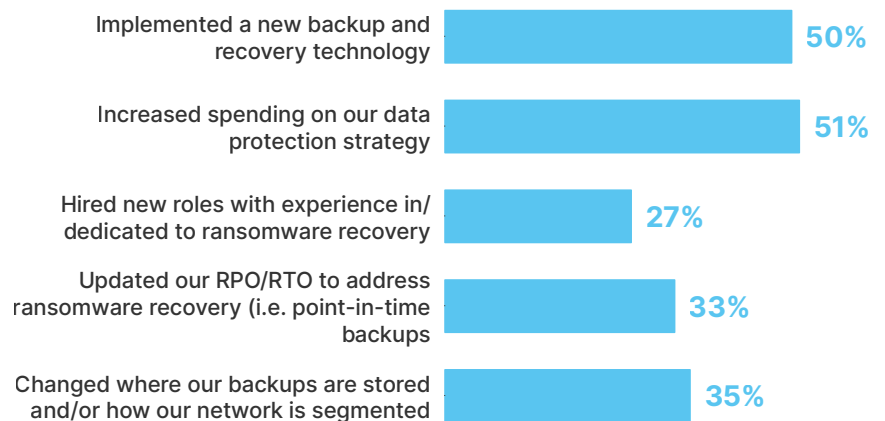 Implemented a new backup and
recovery technology
50%
Increased spending on our data
protection strategy
51%
Hired new roles with experience in/
dedicated to ransomware recovery
27%
Updated our RPO/RTO to address
ransomware recovery (i.e. point-in-time
backups
33%
Changed where our backups are stored
and/or how our network is segmented
35%